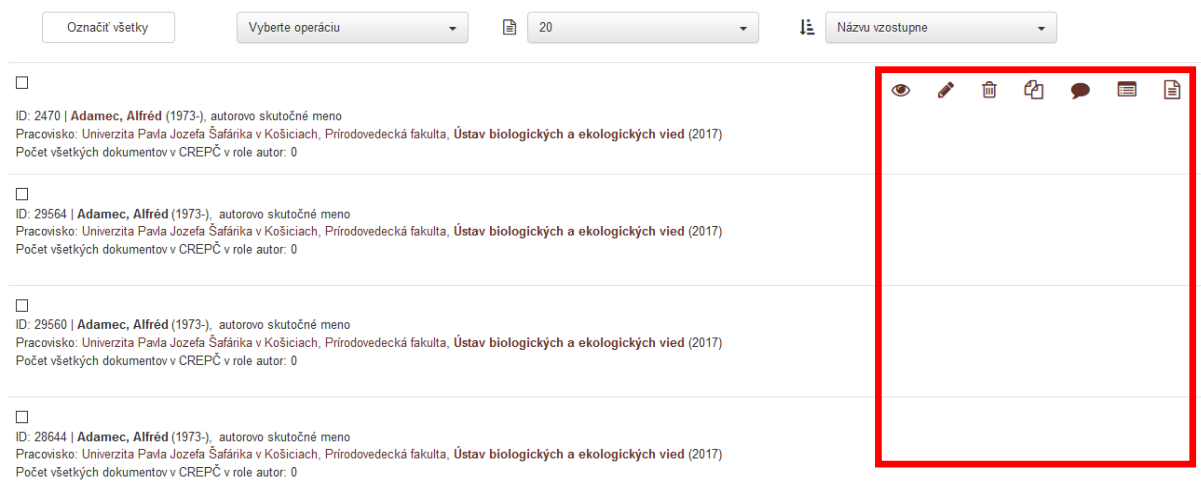 Označiť všetky Vyberte operáciu 20 Názvu vzostupne
ID: 2470 | Adamec, Alfréd (1973-), autorovo skutočné meno
Pracovisko: Univerzita Pavla Jozefa Šafárika v Košiciach, Prírodovedecká fakulta, Ústav biologických a ekologických vied (2017)
Počet všetkých dokumentov v CREPČ v role autor: 0
ID: 29564 | Adamec, Alfréd (1973-), autorovo skutočné meno
Pracovisko: Univerzita Pavla Jozefa Šafárika v Košiciach, Prírodovedecká fakulta, Ústav biologických a ekologických vied (2017)
Počet všetkých dokumentov v CREPČ v role autor: 0
ID: 29560 | Adamec, Alfréd (1973-), autorovo skutočné meno
Pracovisko: Univerzita Pavla Jozefa Šafárika v Košiciach, Prírodovedecká fakulta, Ústav biologických a ekologických vied (2017)
Počet všetkých dokumentov v CREPČ v role autor: 0
ID: 28644 | Adamec, Alfréd (1973-), autorovo skutočné meno
Pracovisko: Univerzita Pavla Jozefa Šafárika v Košiciach, Prírodovedecká fakulta, Ústav biologických a ekologických vied (2017)
Počet všetkých dokumentov v CREPČ v role autor: 0